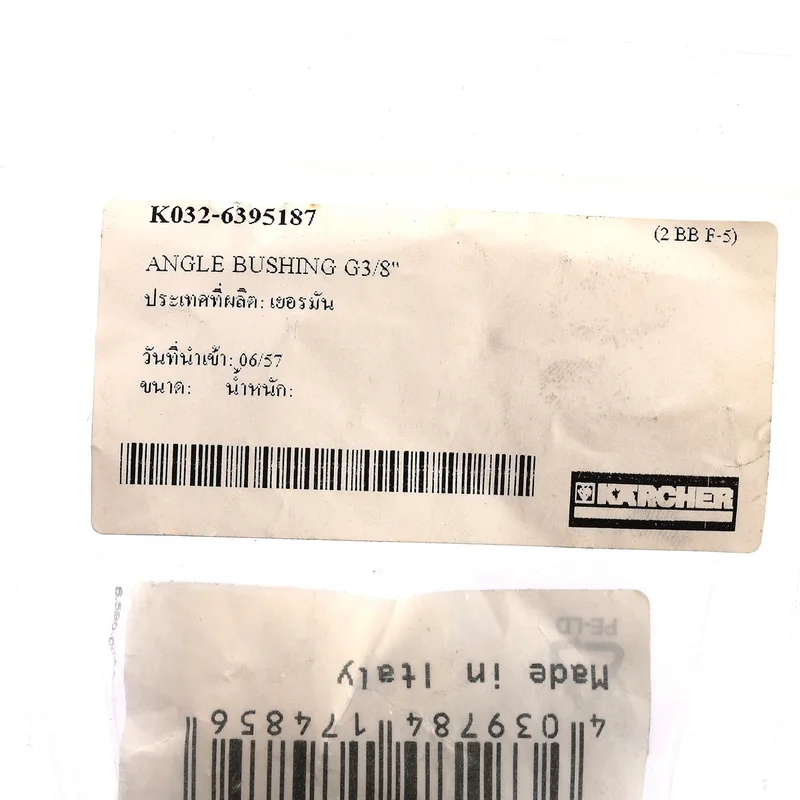 K032-6395187
(2 BB F-5)
ANGLE BUSHING G3/8"
ประเทศที่ผลิต: เยอรมัน
วันที่นำเข้า: 06/57
ขนาด: น้ำหนัก:
KARCHER
PE-LD
Made in Italy
4 039784 174856